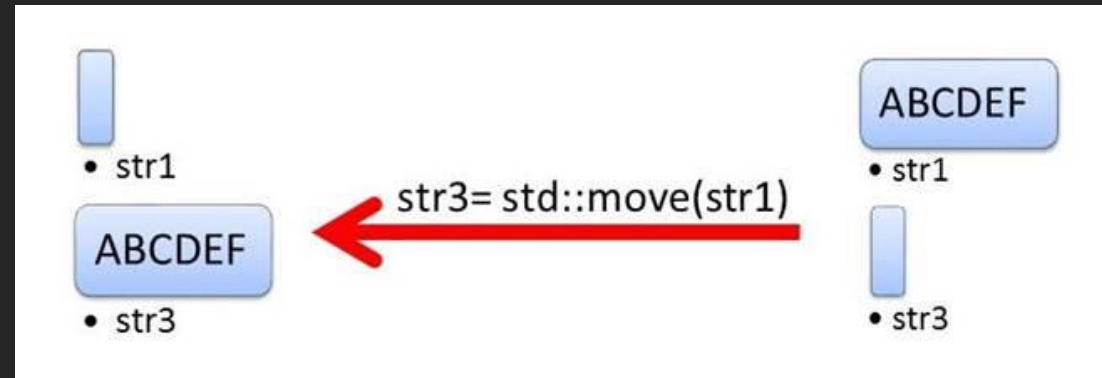 ABCDEF
• str1
• str1
str3= std::move(str1)
ABCDEF
• str3
• str3